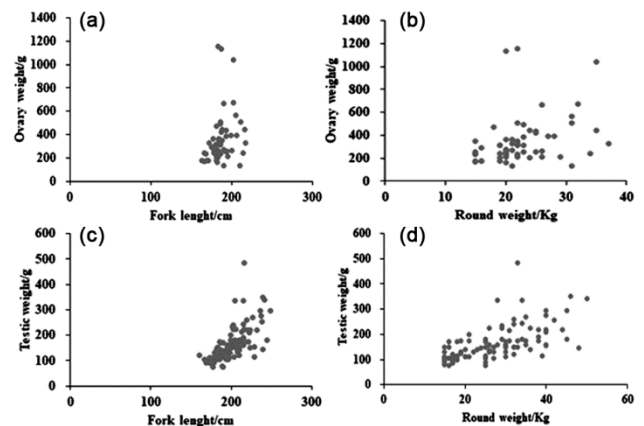 (a)
1400
1200
1000
800
600
400
200
0
Ovary weight/g
0 100 200 300
Fork lenght/cm
(b)
1400
1200
1000
800
600
400
200
0
Ovary weight/g
0 10 20 30 40
Round weight/Kg
(c)
600
500
400
300
200
100
0
Testic weight/g
0 100 200 300
Fork lenght/cm
(d)
600
500
400
300
200
100
0
Testic weight/g
0 20 40 60
Round weight/Kg